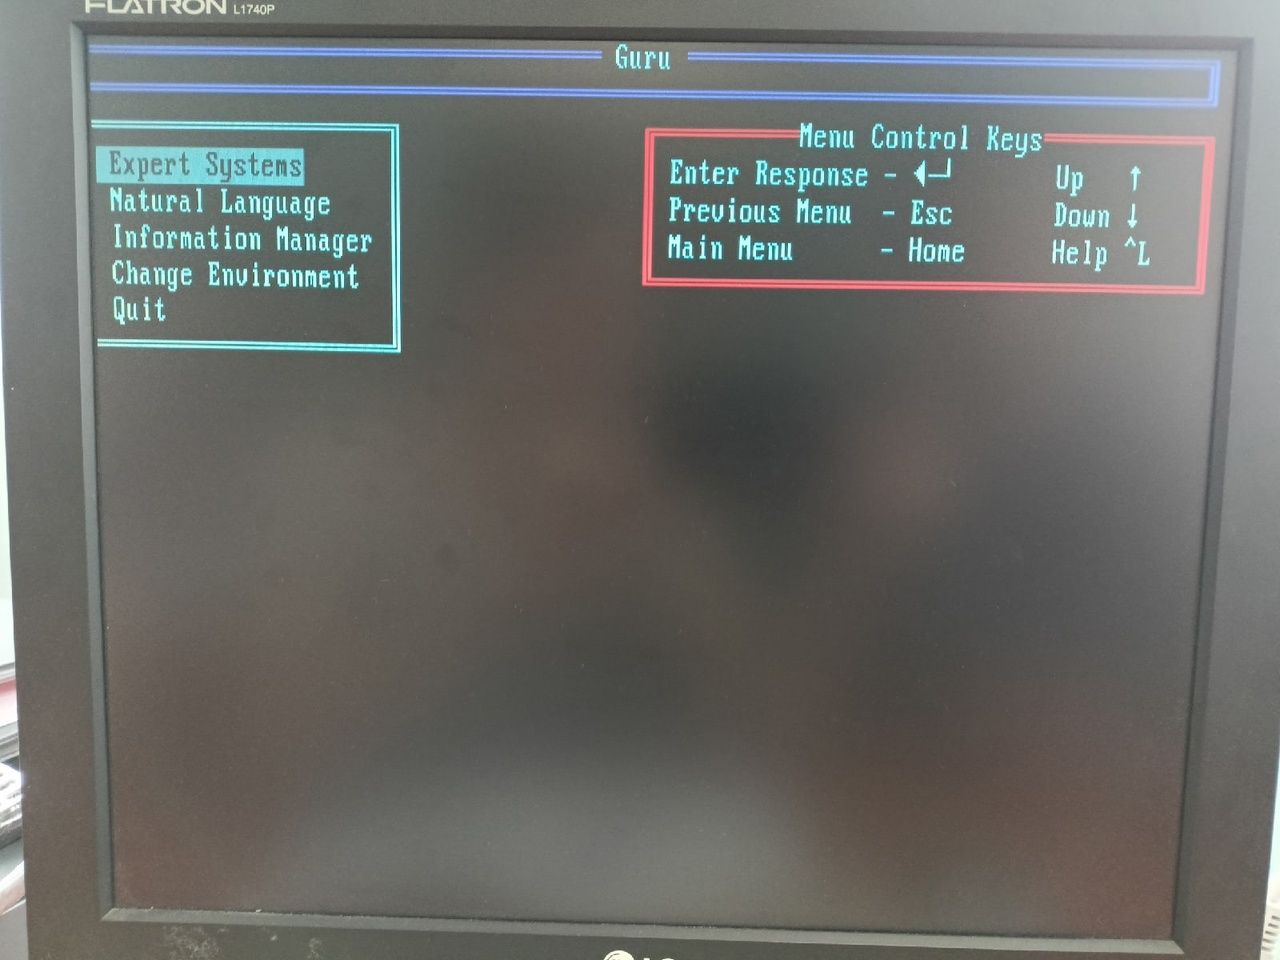 FLATRON L1740P
Guru
Expert Systems
Natural Language
Information Manager
Change Environment
Quit
Menu Control Keys
Enter Response - ◄─┘ Up ↑
Previous Menu - Esc Down ↓
Main Menu - Home Help ^L